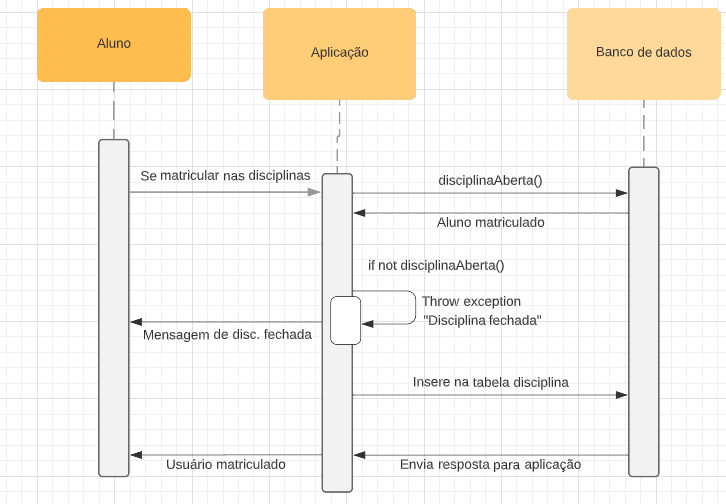 Aluno
Aplicação
Banco de dados
Se matricular nas disciplinas
disciplinaAberta()
Aluno matriculado
if not disciplinaAberta()
Throw exception
"Disciplina fechada"
Mensagem de disc. fechada
Insere na tabela disciplina
Usuário matriculado
Envia resposta para aplicação